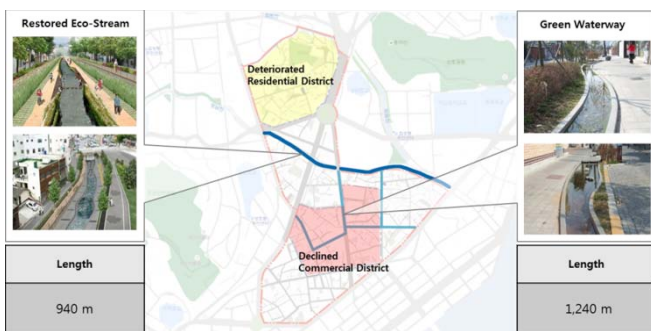 Restored Eco-Stream
Green Waterway
Deteriorated
Residential District
Declined
Commercial District
Length
940 m
Length
1,240 m